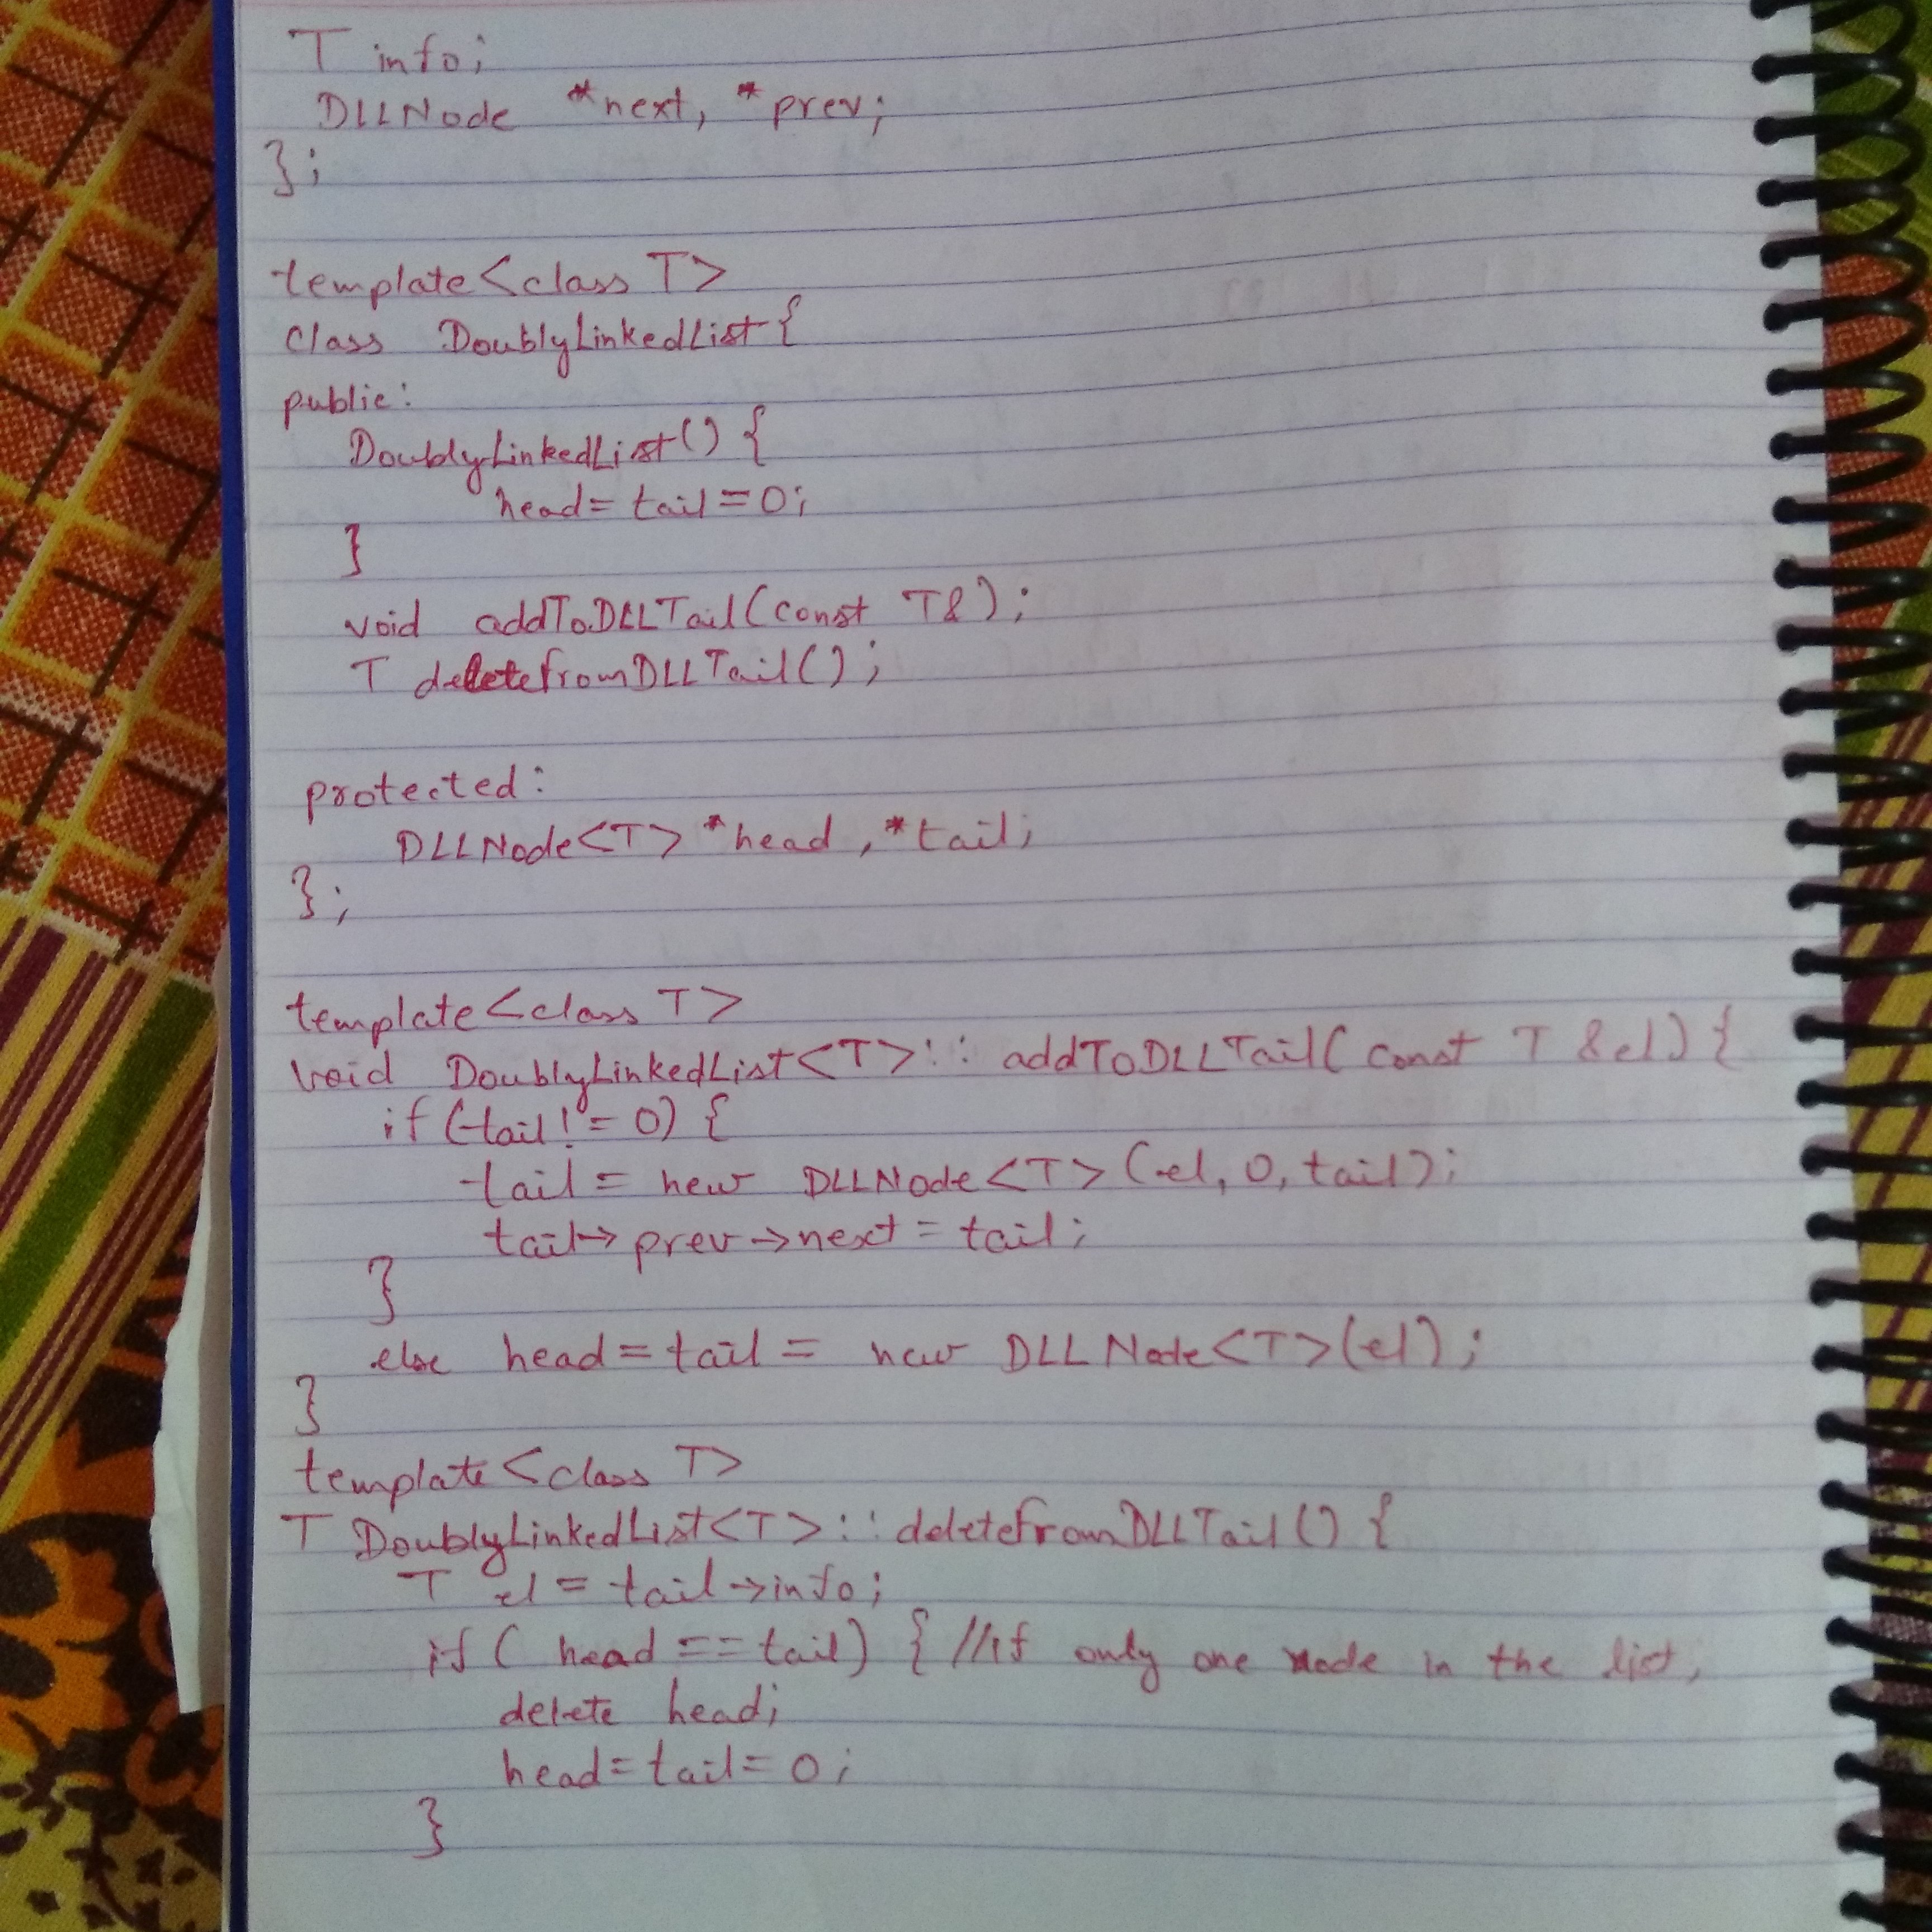 T info;
DLLNode *next, *prev;
};
template<class T>
class DoublyLinkedList{
public:
DoublyLinkedList() {
head = tail = 0;
}
void addToDLLTail(const T&);
T deletefromDLLTail();
protected:
DLLNode<T> *head, *tail;
};
template<class T>
void DoublyLinkedList<T>:: addToDLLTail( const T &el) {
if (tail != 0) {
tail = new DLLNode<T> (el, 0, tail);
tail->prev->next = tail;
}
else head = tail = new DLLNode<T>(el);
}
template<class T>
T DoublyLinkedList<T>:: deletefromDLLTail() {
T el = tail->info;
if ( head == tail) { //if only one node in the list,
delete head;
head = tail = 0;
}